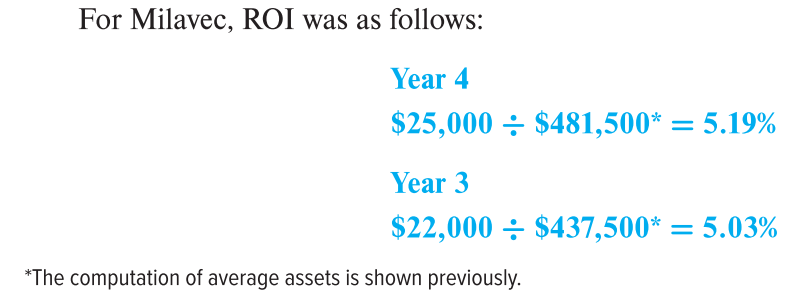 For Milavec, ROI was as follows:
Year 4
$25,000 ÷ $481,500* = 5.19%
Year 3
$22,000 ÷ $437,500* = 5.03%
*The computation of average assets is shown previously.